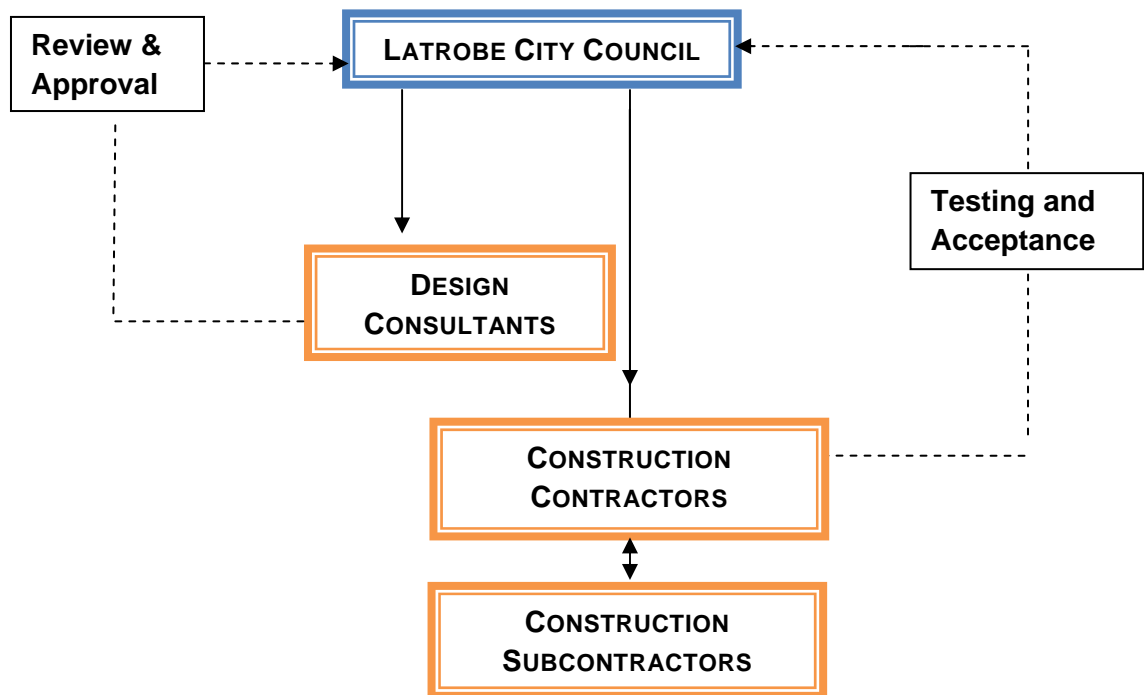 Review &
Approval
LATROBE CITY COUNCIL
Testing and
Acceptance
DESIGN
CONSULTANTS
CONSTRUCTION
CONTRACTORS
CONSTRUCTION
SUBCONTRACTORS